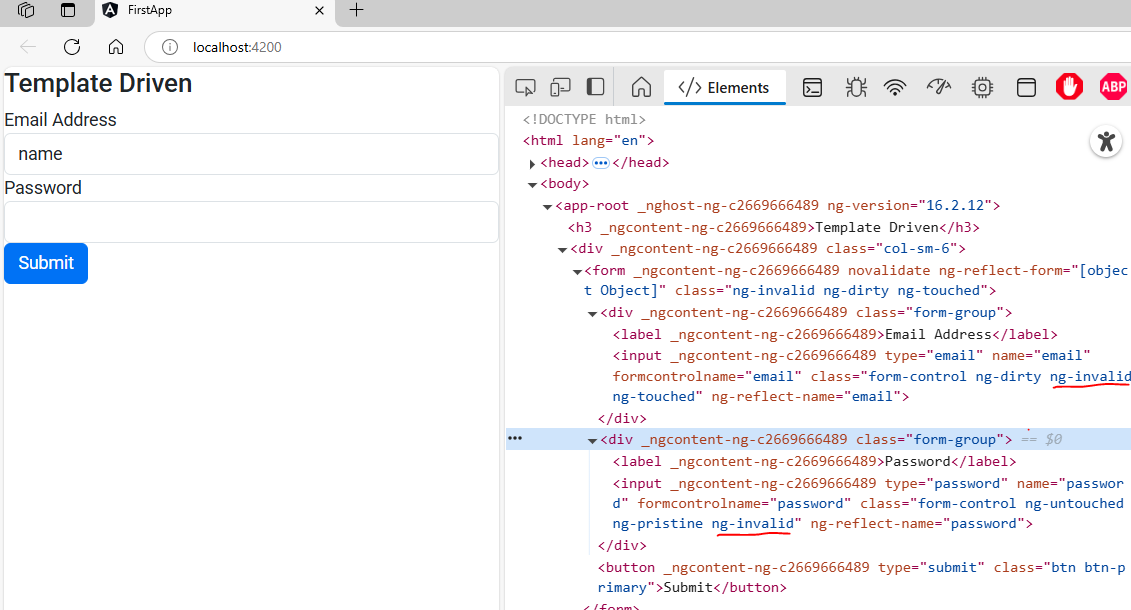 FirstApp
localhost:4200
Template Driven
Email Address
name
Password
Submit
Elements
ABP
<!DOCTYPE html>
<html lang="en">
<head> </head>
<body>
<app-root _nghost-ng-c2669666489 ng-version="16.2.12">
<h3 _ngcontent-ng-c2669666489>Template Driven</h3>
<div _ngcontent-ng-c2669666489 class="col-sm-6">
<form _ngcontent-ng-c2669666489 novalidate ng-reflect-form="[objec
t Object]" class="ng-invalid ng-dirty ng-touched">
<div _ngcontent-ng-c2669666489 class="form-group">
<label _ngcontent-ng-c2669666489>Email Address</label>
<input _ngcontent-ng-c2669666489 type="email" name="email"
formcontrolname="email" class="form-control ng-dirty ng-invalid
ng-touched" ng-reflect-name="email">
</div>
<div _ngcontent-ng-c2669666489 class="form-group"> == $0
<label _ngcontent-ng-c2669666489>Password</label>
<input _ngcontent-ng-c2669666489 type="password" name="passwor
d" formcontrolname="password" class="form-control ng-untouched
ng-pristine ng-invalid" ng-reflect-name="password">
</div>
<button _ngcontent-ng-c2669666489 type="submit" class="btn btn-p
rimary">Submit</button>
</form>